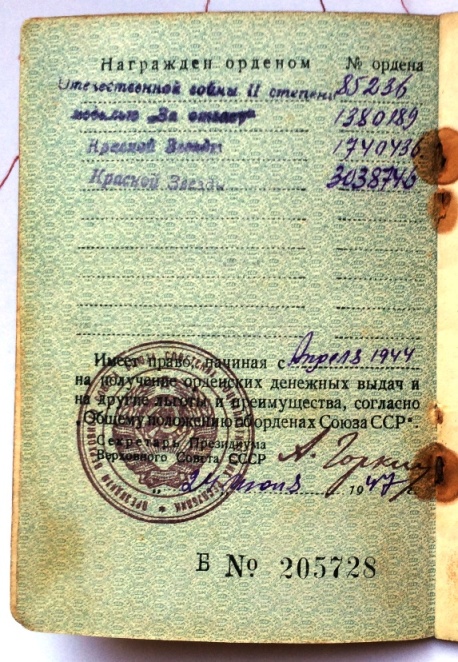 Награжден орденом № ордена
Отечественной войны II степени 85236
медалью „За отвагу“ 1380189
Красной Звезды 1740436
Красной Звезды 3038746
Имеет право, начиная с Апреля 1944
на получение орденских денежных выдач и
на другие льготы и преимущества, согласно
„Общему положению об орденах Союза ССР“.
Секретарь Президиума
Верховного Совета СССР А. Горкин
„ 24 июля 1947 г.
Б № 205728